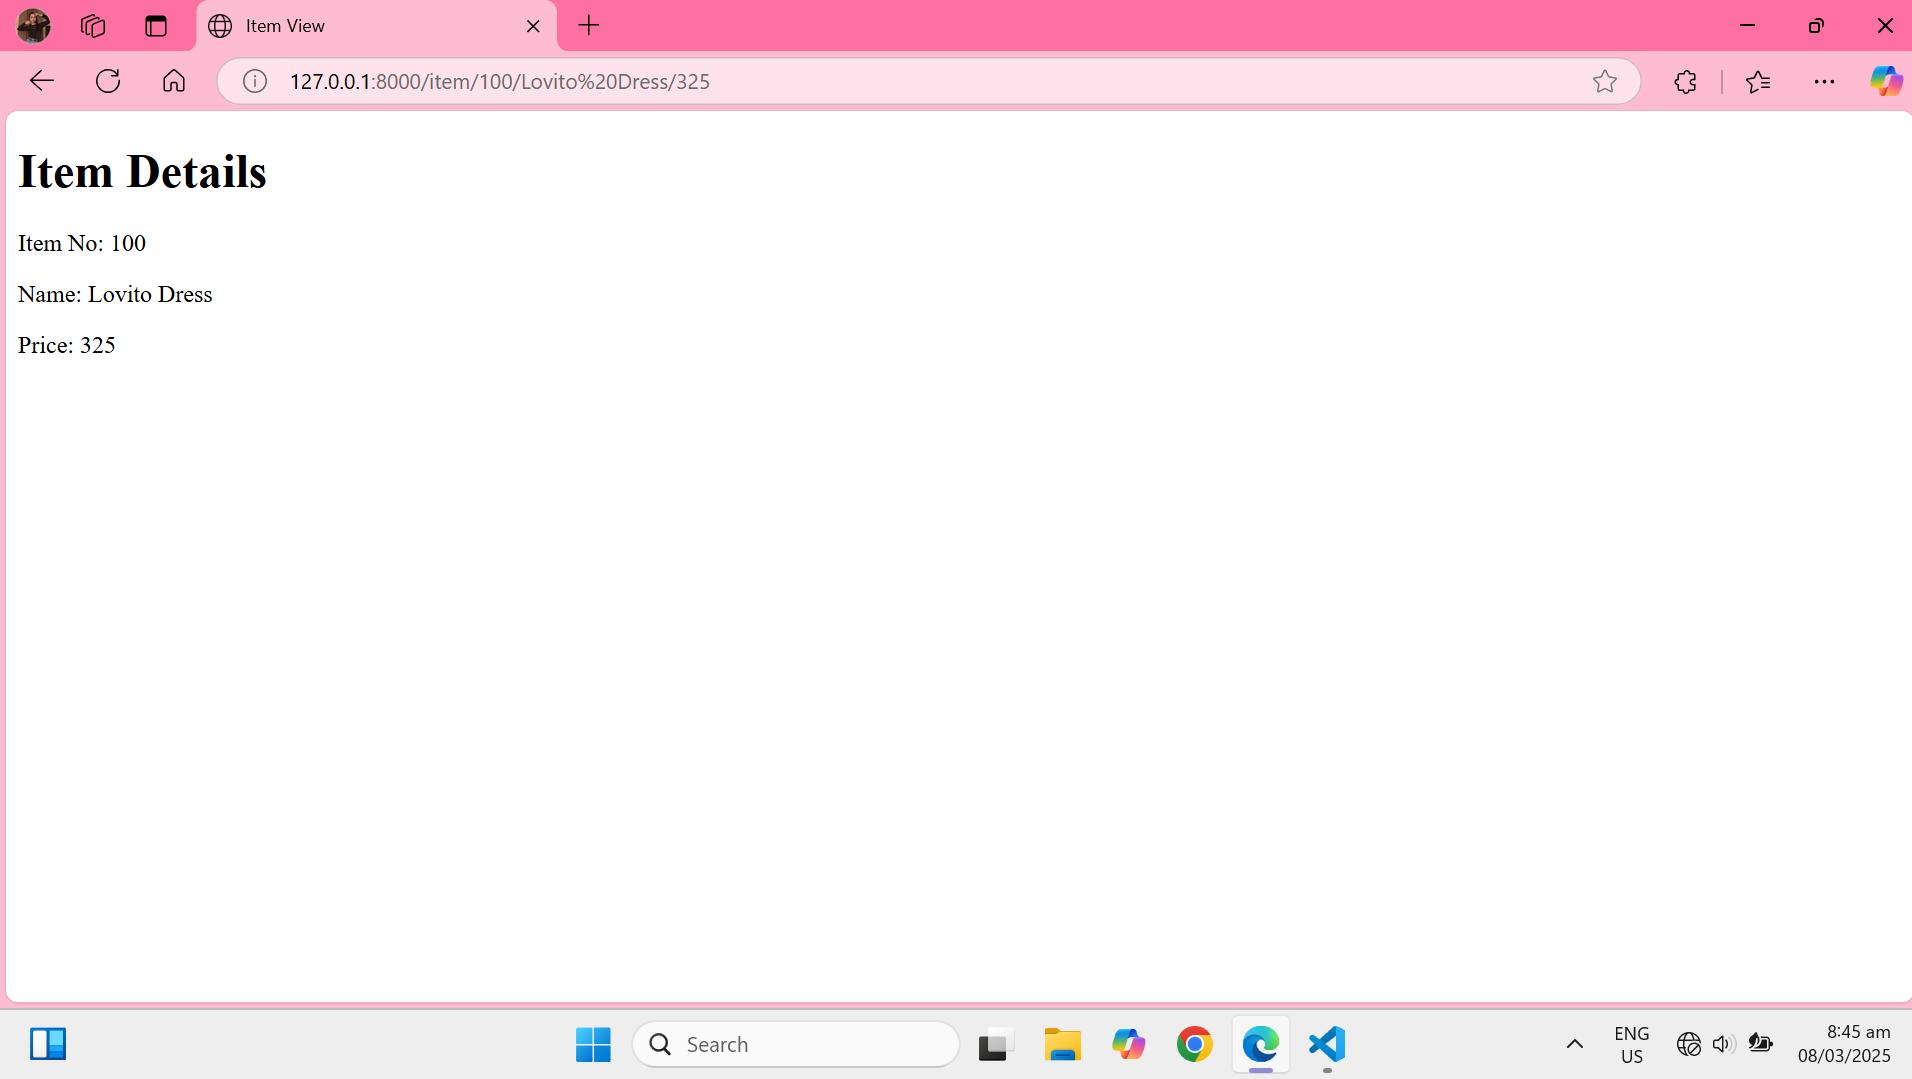 Item View
127.0.0.1:8000/item/100/Lovito%20Dress/325
Item Details
Item No: 100
Name: Lovito Dress
Price: 325
Search
ENG
US
8:45 am
08/03/2025